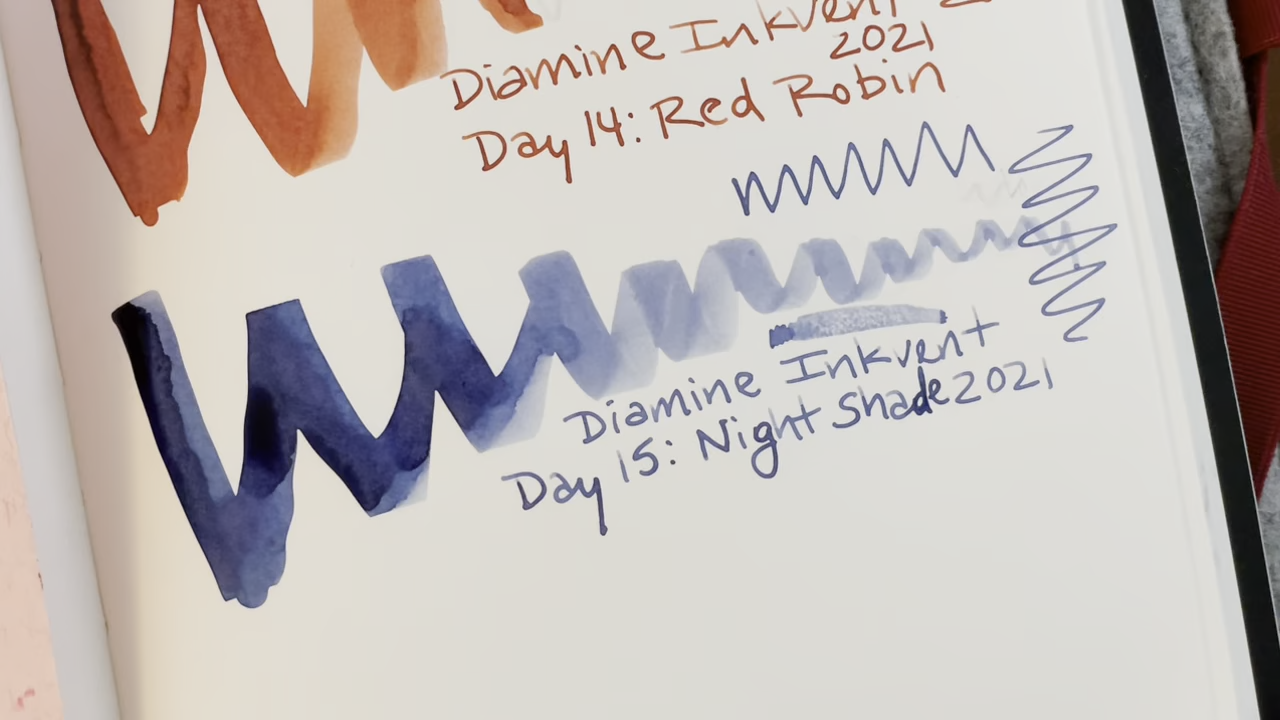 Diamine Inkvent
2021
Day 14: Red Robin
Diamine Inkvent
Day 15: Night Shade 2021